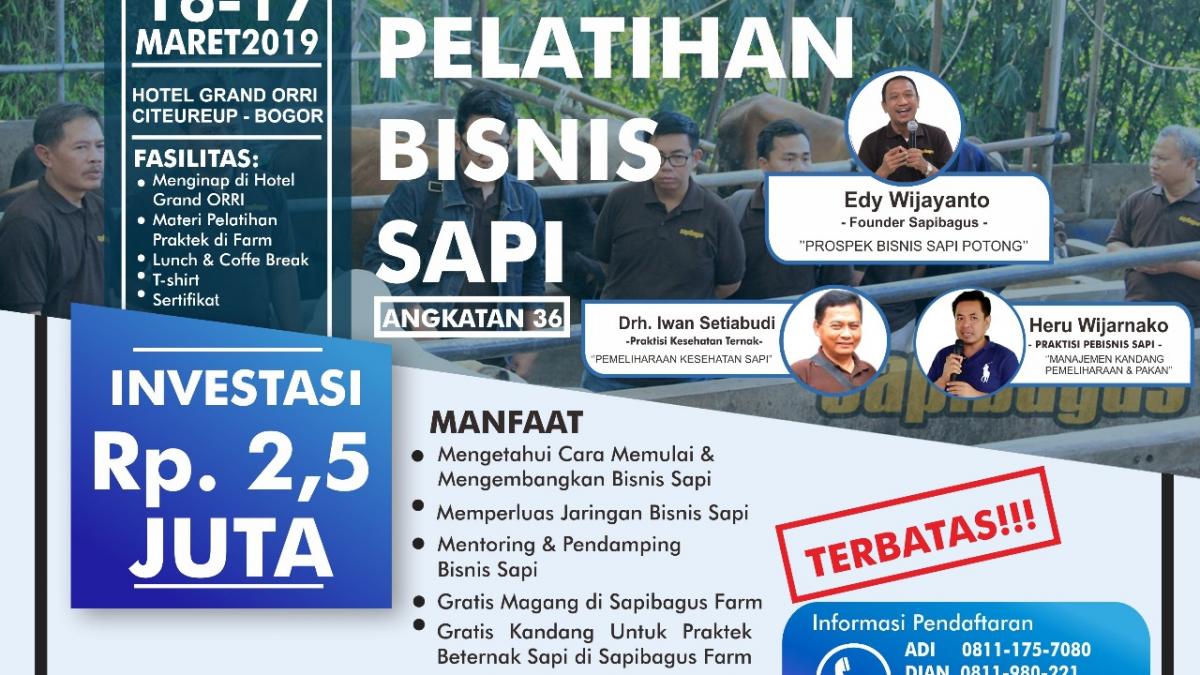 16-17
MARET2019
HOTEL GRAND ORRI
CITEUREUP - BOGOR
FASILITAS:
• Menginap di Hotel
Grand ORRI
• Materi Pelatihan
Praktek di Farm
• Lunch & Coffe Break
• T-shirt
• Sertifikat
PELATIHAN
BISNIS
SAPI
ANGKATAN 36
Edy Wijayanto
- Founder Sapibagus -
"PROSPEK BISNIS SAPI POTONG"
Drh. Iwan Setiabudi
-Praktisi Kesehatan Ternak-
"PEMELIHARAAN KESEHATAN SAPI"
Heru Wijarnako
- PRAKTISI PEBISNIS SAPI -
"MANAJEMEN KANDANG
PEMELIHARAAN & PAKAN"
sapibagus
INVESTASI
Rp. 2,5
JUTA
MANFAAT
• Mengetahui Cara Memulai &
Mengembangkan Bisnis Sapi
• Memperluas Jaringan Bisnis Sapi
• Mentoring & Pendamping
Bisnis Sapi
• Gratis Magang di Sapibagus Farm
• Gratis Kandang Untuk Praktek
Beternak Sapi di Sapibagus Farm
TERBATAS!!!
Informasi Pendaftaran
ADI 0811-175-7080
DIAN 0811-980-221